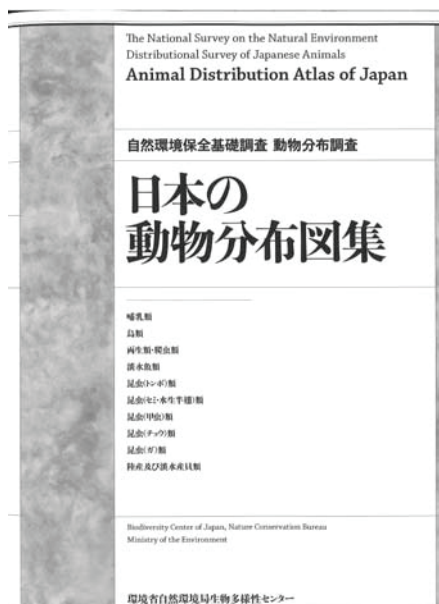 The National Survey on the Natural Environment
Distributional Survey of Japanese Animals
Animal Distribution Atlas of Japan
自然環境保全基礎調査 動物分布調査
日本の
動物分布図集
哺乳類
鳥類
両生類・爬虫類
淡水魚類
昆虫(トンボ)類
昆虫(セミ・水生半翅)類
昆虫(甲虫)類
昆虫(チョウ)類
昆虫(ガ)類
陸産及び淡水産貝類
Biodiversity Center of Japan, Nature Conservation Bureau
Ministry of the Environment
環境省自然環境局生物多様性センター